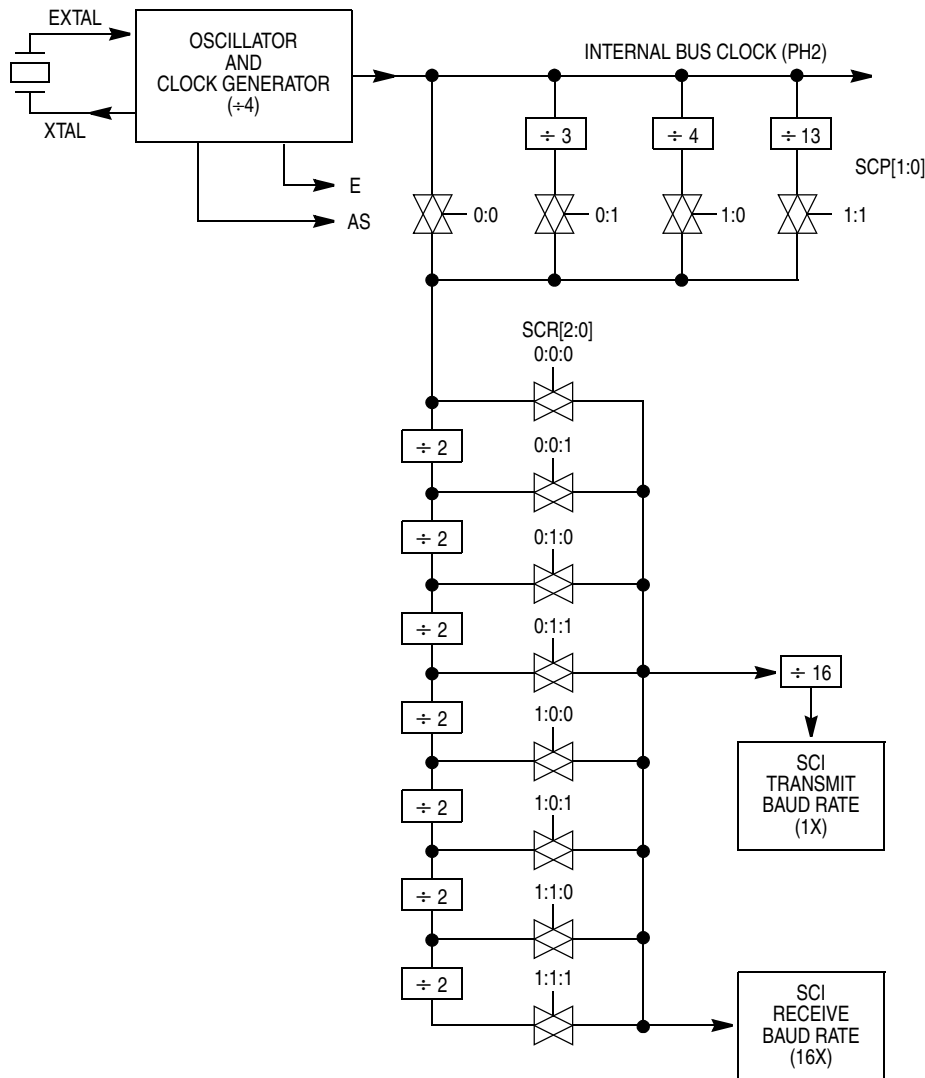 EXTAL
XTAL
OSCILLATOR
AND
CLOCK GENERATOR
(÷4)
E
AS
INTERNAL BUS CLOCK (PH2)
÷ 3
÷ 4
÷ 13
SCP[1:0]
0:0
0:1
1:0
1:1
SCR[2:0]
0:0:0
÷ 2
0:0:1
÷ 2
0:1:0
÷ 2
0:1:1
÷ 2
1:0:0
÷ 2
1:0:1
÷ 2
1:1:0
÷ 2
1:1:1
÷ 16
SCI
TRANSMIT
BAUD RATE
(1X)
SCI
RECEIVE
BAUD RATE
(16X)